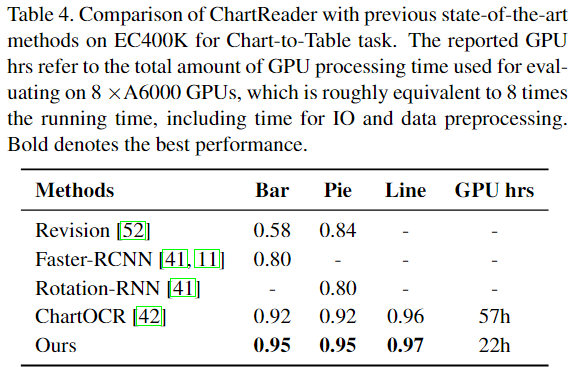 Table 4. Comparison of ChartReader with previous state-of-the-art
methods on EC400K for Chart-to-Table task. The reported GPU
hrs refer to the total amount of GPU processing time used for eval-
uating on 8 ×A6000 GPUs, which is roughly equivalent to 8 times
the running time, including time for IO and data preprocessing.
Bold denotes the best performance.
Methods Bar Pie Line GPU hrs
Revision [52] 0.58 0.84 - -
Faster-RCNN [41, 11] 0.80 - - -
Rotation-RNN [41] - 0.80 - -
ChartOCR [42] 0.92 0.92 0.96 57h
Ours 0.95 0.95 0.97 22h